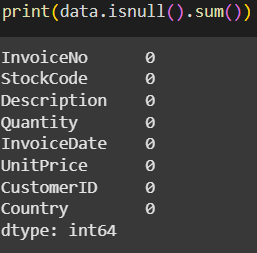 print(data.isnull().sum())
InvoiceNo 0
StockCode 0
Description 0
Quantity 0
InvoiceDate 0
UnitPrice 0
CustomerID 0
Country 0
dtype: int64